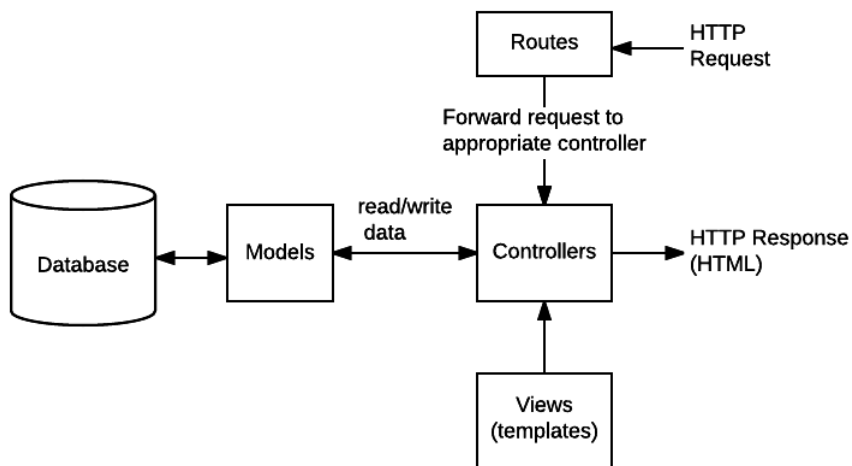 Routes
HTTP
Request
Forward request to
appropriate controller
Database
Models
read/write
data
Controllers
HTTP Response
(HTML)
Views
(templates)